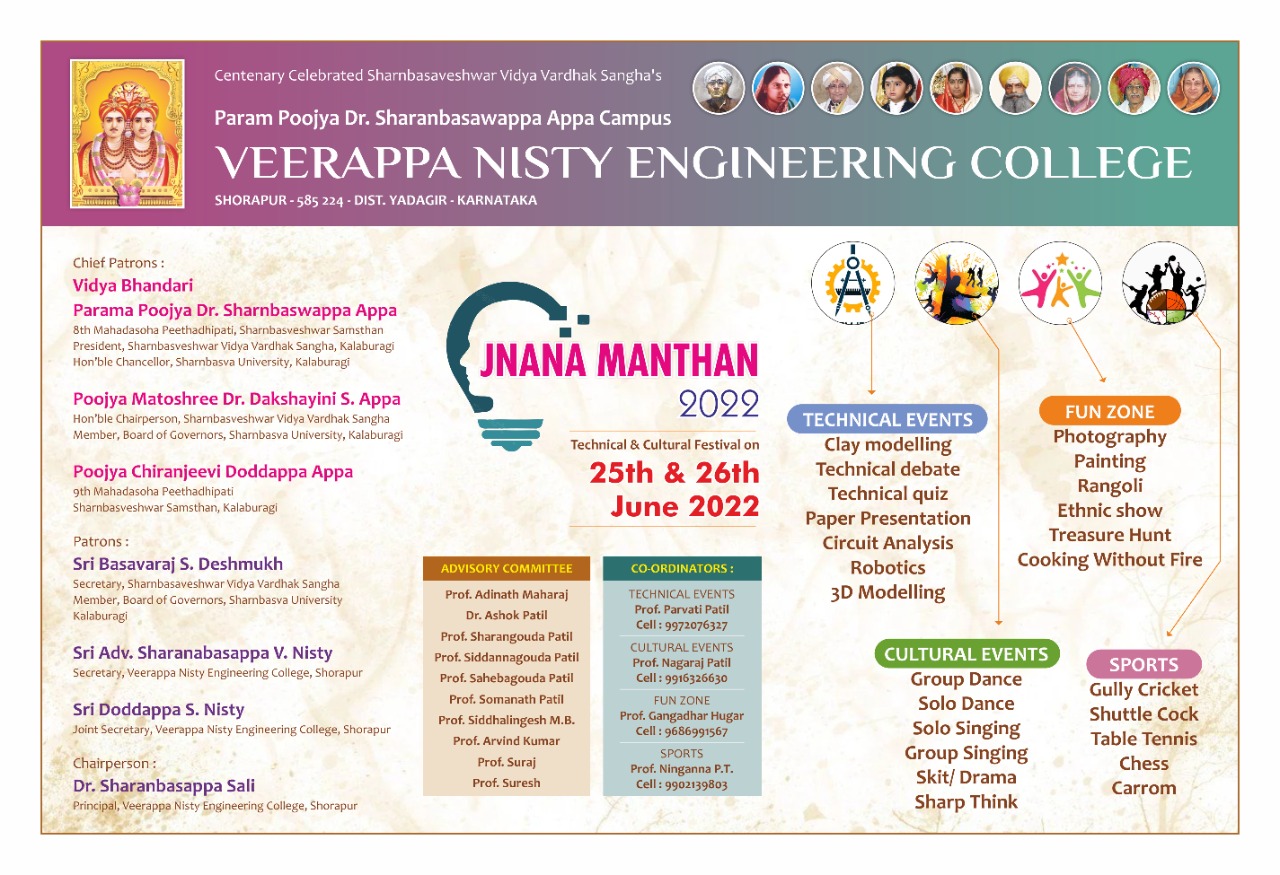 Centenary Celebrated Sharnbasaveshwar Vidya Vardhak Sangha's
Param Poojya Dr. Sharanbasawappa Appa Campus
VEERAPPA NISTY ENGINEERING COLLEGE
SHORAPUR - 585 224 - DIST. YADAGIR - KARNATAKA
Chief Patrons :
Vidya Bhandari
Parama Poojya Dr. Sharnbaswappa Appa
8th Mahadasoha Peethadhipati, Sharnbasveshwar Samsthan
President, Sharnbasveshwar Vidya Vardhak Sangha, Kalaburagi
Hon'ble Chancellor, Sharnbasva University, Kalaburagi
Poojya Matoshree Dr. Dakshayini S. Appa
Hon'ble Chairperson, Sharnbasveshwar Vidya Vardhak Sangha
Member, Board of Governors, Sharnbasva University, Kalaburagi
Poojya Chiranjeevi Doddappa Appa
9th Mahadasoha Peethadhipati
Sharnbasveshwar Samsthan, Kalaburagi
Patrons :
Sri Basavaraj S. Deshmukh
Secretary, Sharnbasaveshwar Vidya Vardhak Sangha
Member, Board of Governors, Sharnbasva University
Kalaburagi
Sri Adv. Sharanabasappa V. Nisty
Secretary, Veerappa Nisty Engineering College, Shorapur
Sri Doddappa S. Nisty
Joint Secretary, Veerappa Nisty Engineering College, Shorapur
Chairperson :
Dr. Sharanbasappa Sali
Principal, Veerappa Nisty Engineering College, Shorapur
JNANA MANTHAN
2022
Technical & Cultural Festival on
25th & 26th
June 2022
ADVISORY COMMITTEE
Prof. Adinath Maharaj
Dr. Ashok Patil
Prof. Sharangouda Patil
Prof. Siddannagouda Patil
Prof. Sahebagouda Patil
Prof. Somanath Patil
Prof. Siddhalingesh M.B.
Prof. Arvind Kumar
Prof. Suraj
Prof. Suresh
CO-ORDINATORS :
TECHNICAL EVENTS
Prof. Parvati Patil
Cell : 9972076327
CULTURAL EVENTS
Prof. Nagaraj Patil
Cell : 9916326630
FUN ZONE
Prof. Gangadhar Hugar
Cell : 9686991567
SPORTS
Prof. Ninganna P.T.
Cell : 9902139803
TECHNICAL EVENTS
Clay modelling
Technical debate
Technical quiz
Paper Presentation
Circuit Analysis
Robotics
3D Modelling
FUN ZONE
Photography
Painting
Rangoli
Ethnic show
Treasure Hunt
Cooking Without Fire
CULTURAL EVENTS
Group Dance
Solo Dance
Solo Singing
Group Singing
Skit/ Drama
Sharp Think
SPORTS
Gully Cricket
Shuttle Cock
Table Tennis
Chess
Carrom